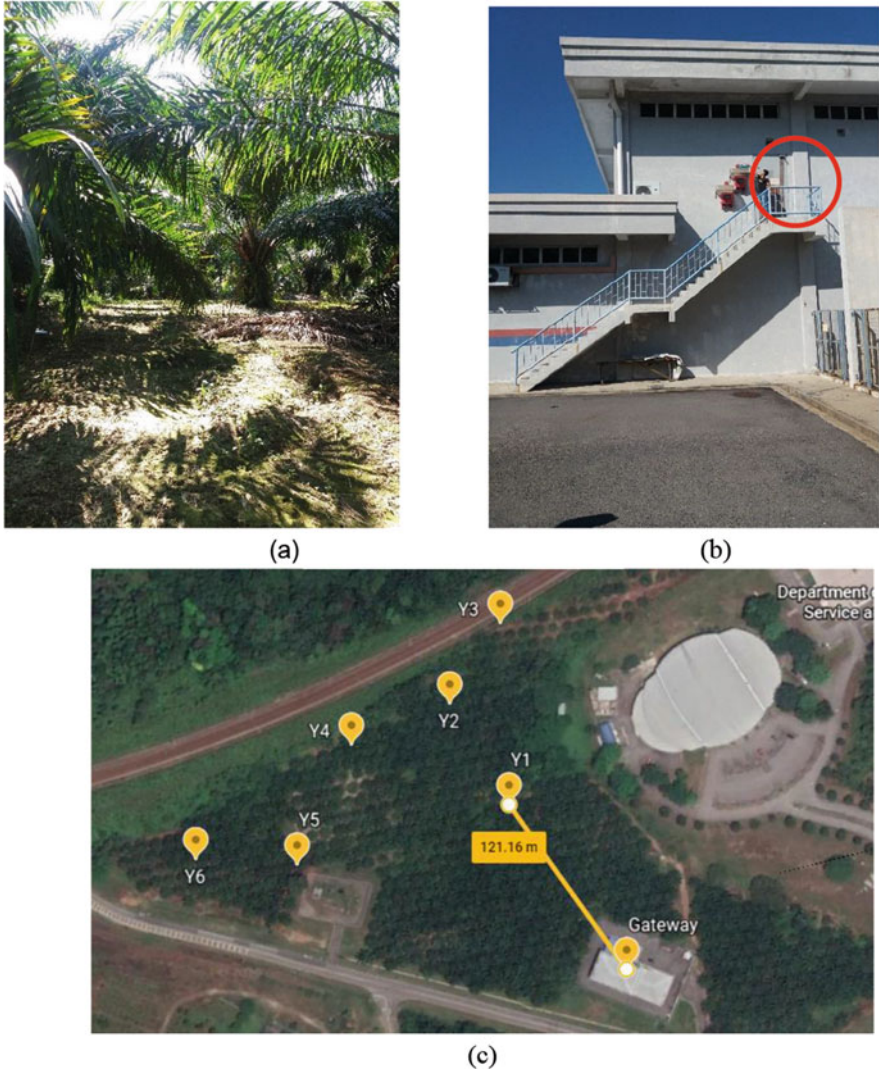 (a)
(b)
Department
Service a
Y3
Y2
Y4
Y1
121.16 m
Y5
Y6
Gateway
(c)